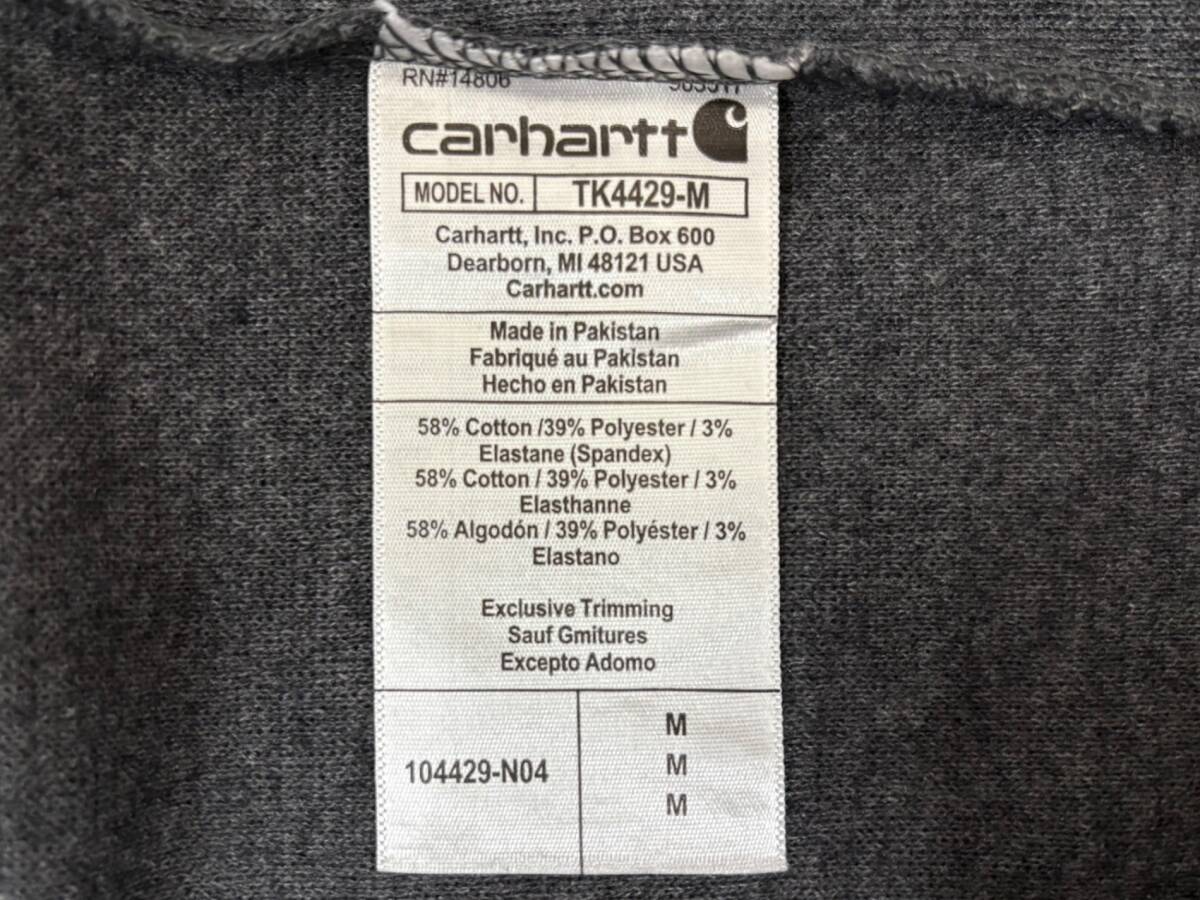 RN#14806
carhartt
MODEL NO. TK4429-M
Carhartt, Inc. P.O. Box 600
Dearborn, MI 48121 USA
Carhartt.com
Made in Pakistan
Fabriqué au Pakistan
Hecho en Pakistan
58% Cotton /39% Polyester / 3%
Elastane (Spandex)
58% Cotton / 39% Polyester / 3%
Elasthanne
58% Algodón / 39% Polyéster / 3%
Elastano
Exclusive Trimming
Sauf Gmitures
Excepto Adomo
104429-N04
M
M
M